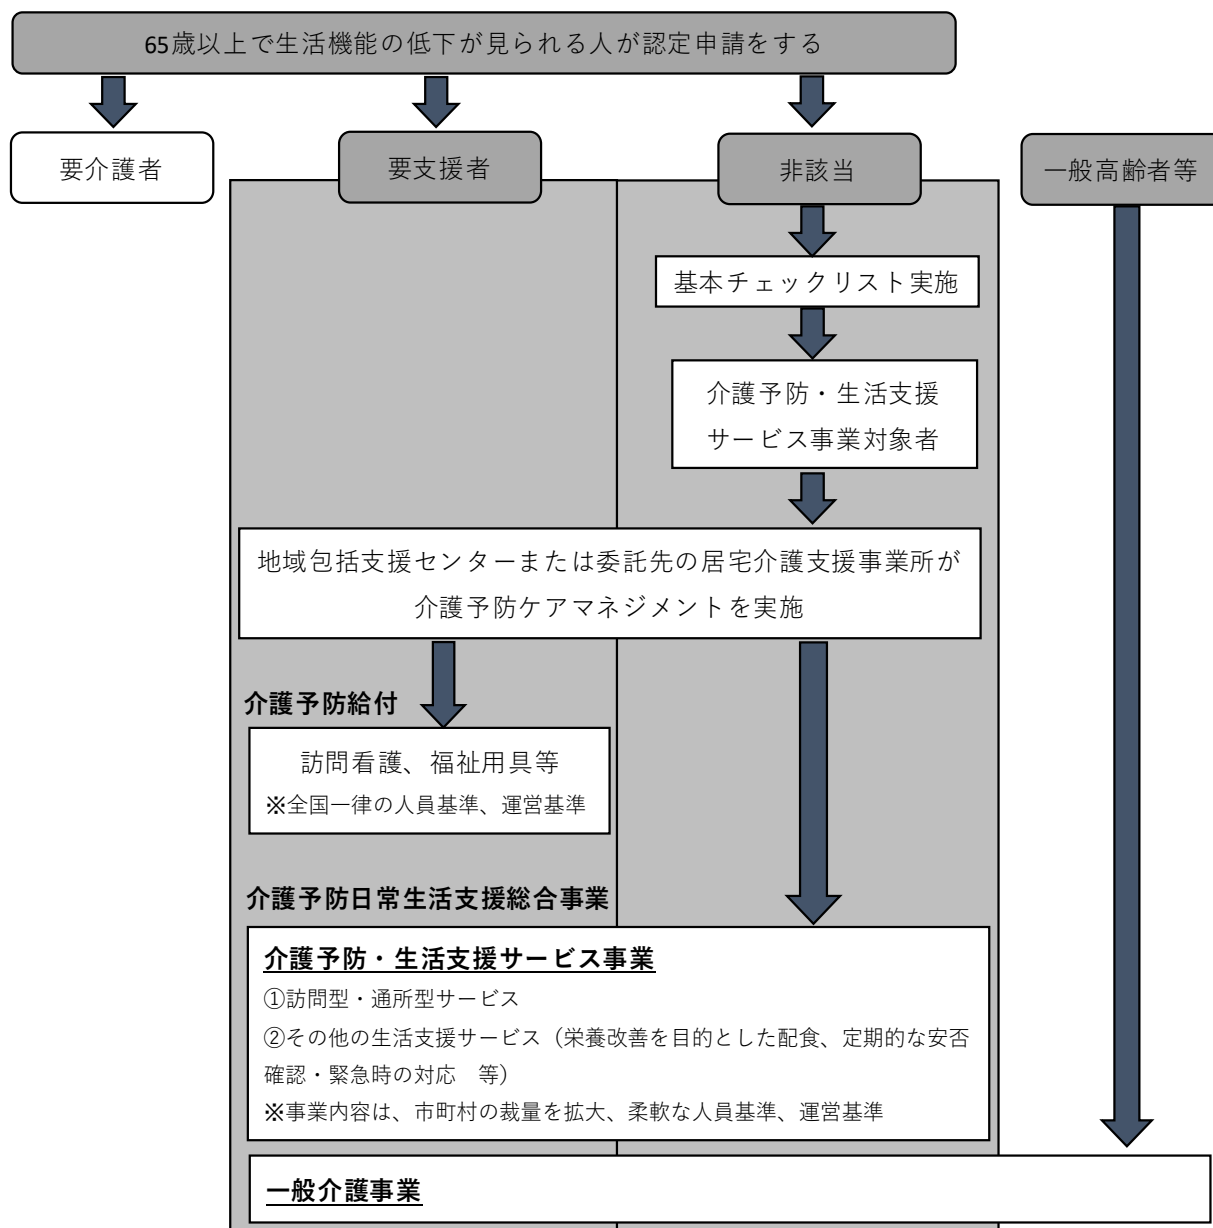 65歳以上で生活機能の低下が見られる人が認定申請をする
要介護者
要支援者
非該当
一般高齢者等
基本チェックリスト実施
介護予防・生活支援
サービス事業対象者
地域包括支援センターまたは委託先の居宅介護支援事業所が
介護予防ケアマネジメントを実施
介護予防給付
訪問看護、福祉用具等
※全国一律の人員基準、運営基準
介護予防日常生活支援総合事業
介護予防・生活支援サービス事業
①訪問型・通所型サービス
②その他の生活支援サービス（栄養改善を目的とした配食、定期的な安否
確認・緊急時の対応　等）
※事業内容は、市町村の裁量を拡大、柔軟な人員基準、運営基準
一般介護事業